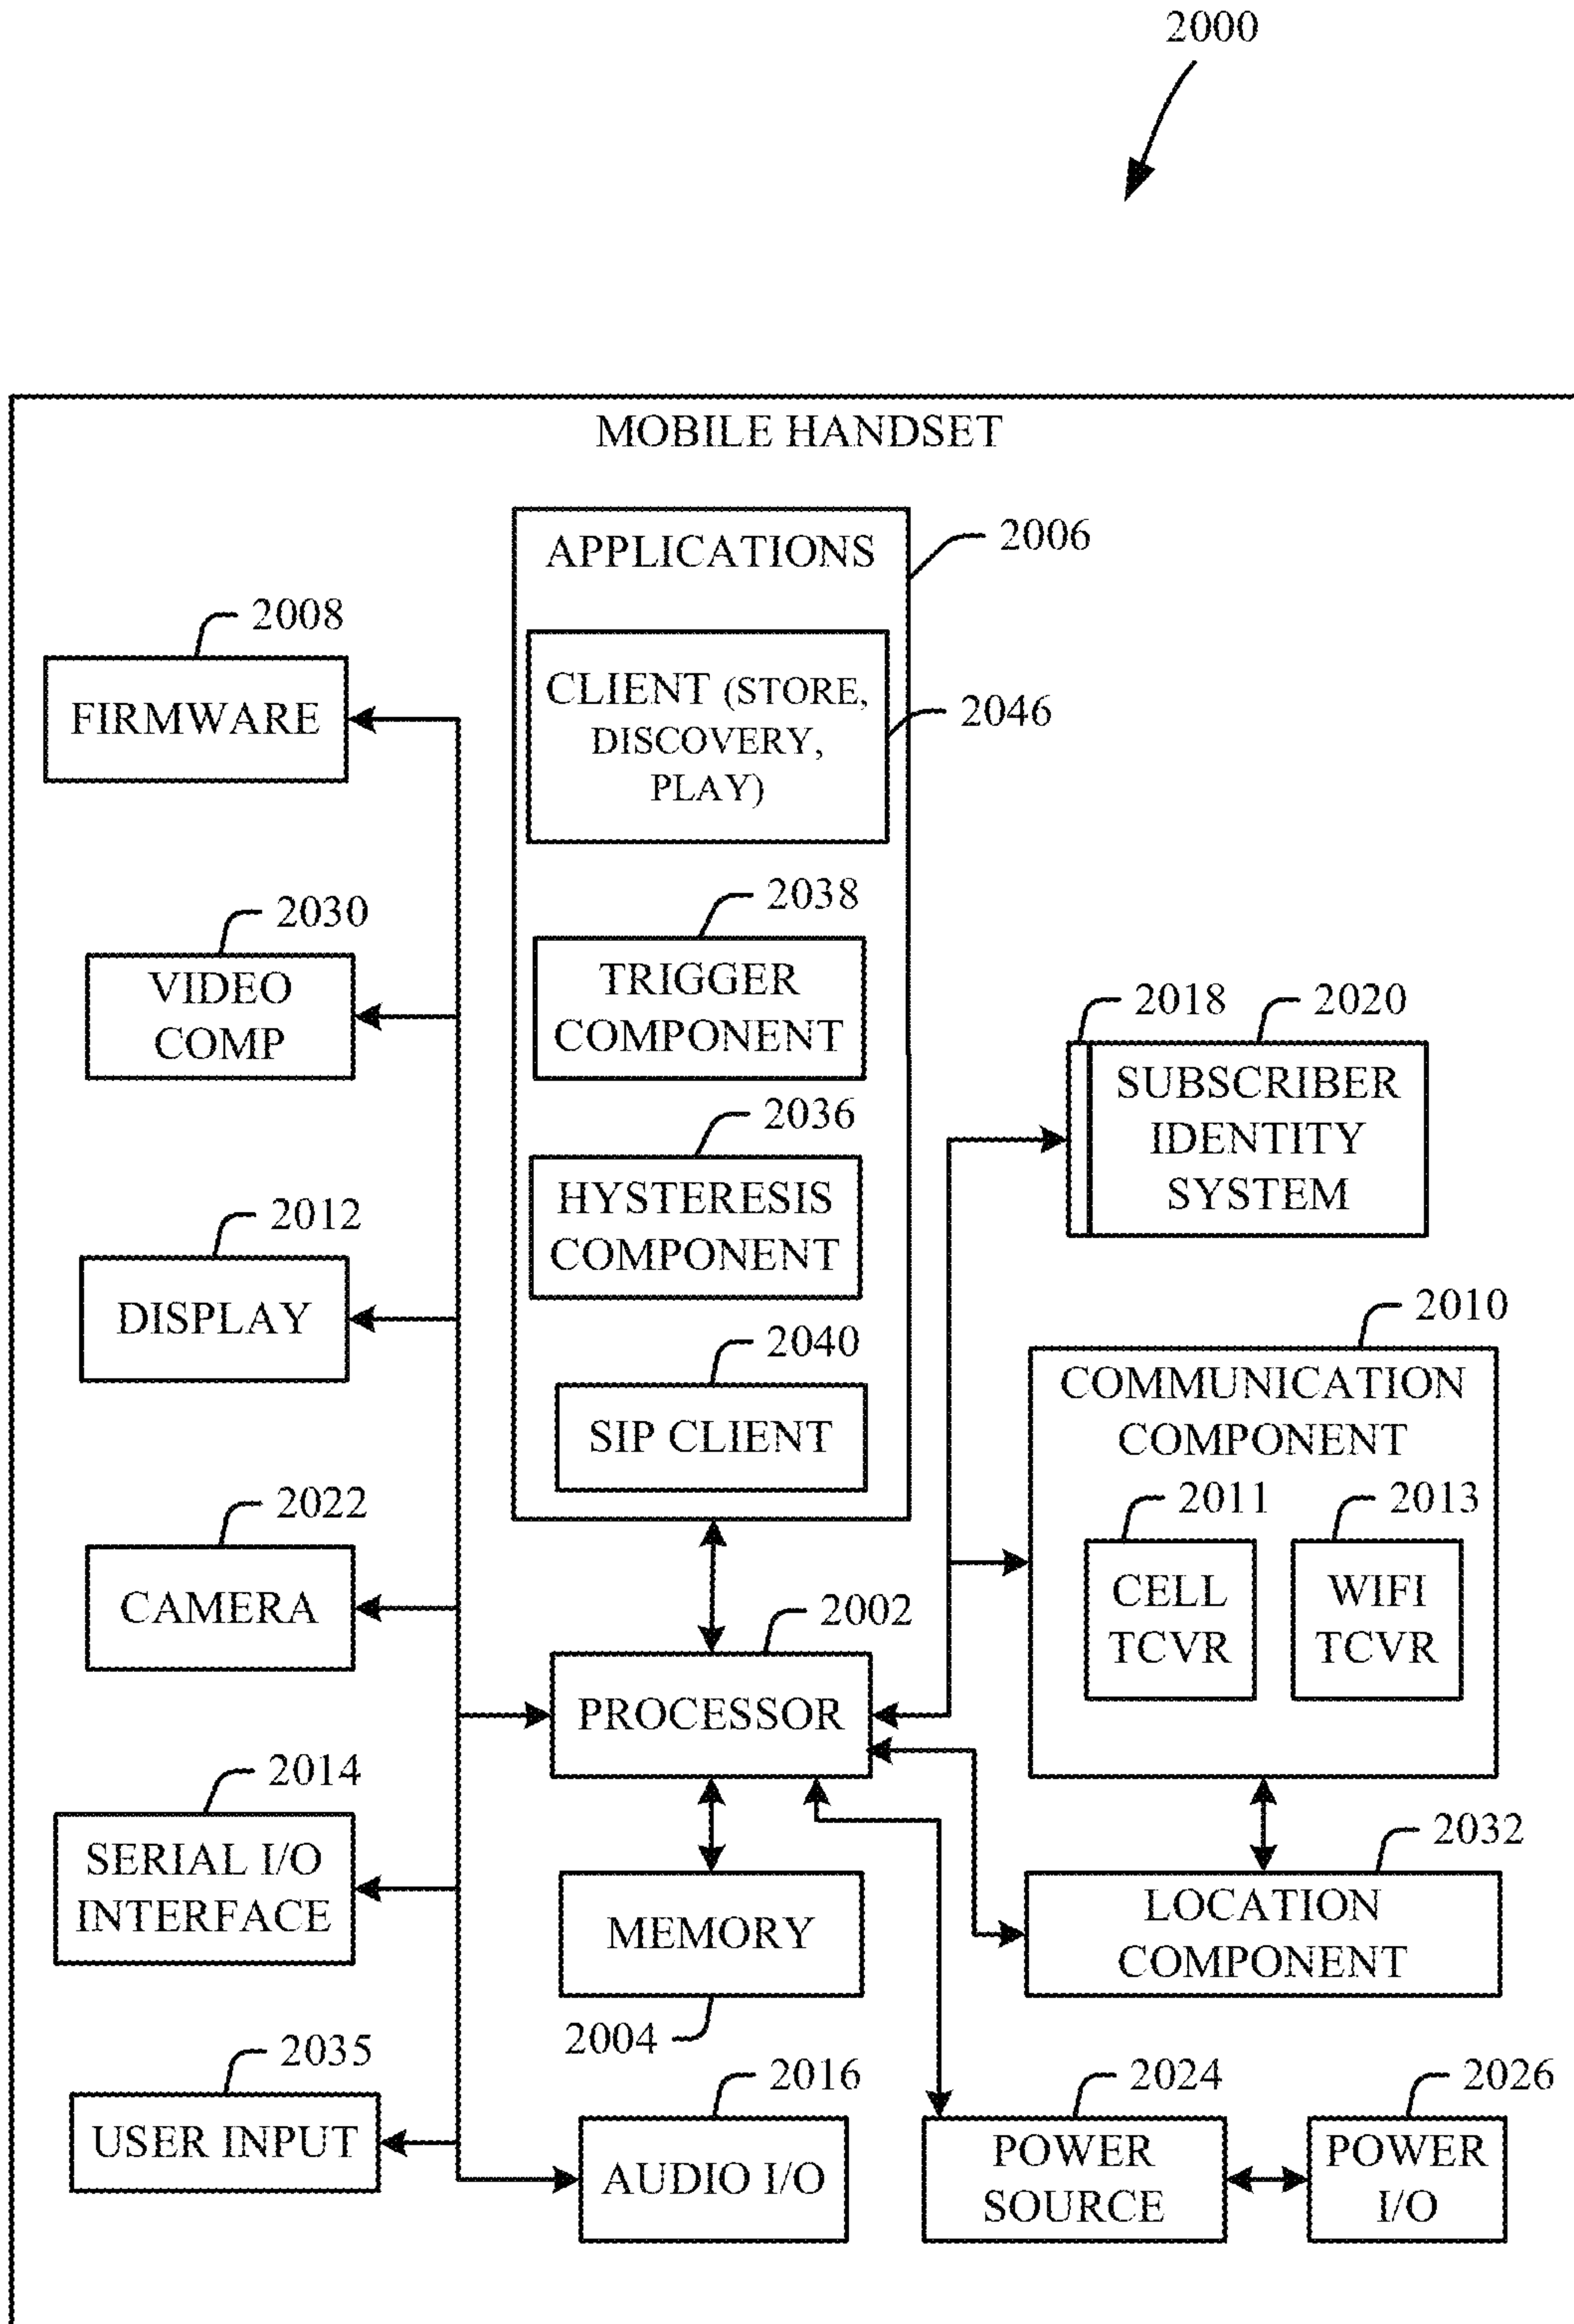 2000
MOBILE HANDSET
APPLICATIONS
2006
2008
FIRMWARE
CLIENT (STORE,
DISCOVERY,
PLAY)
2046
2030
VIDEO
COMP
2038
TRIGGER
COMPONENT
2018
2020
SUBSCRIBER
IDENTITY
SYSTEM
2036
HYSTERESIS
COMPONENT
2012
DISPLAY
2040
SIP CLIENT
2010
COMMUNICATION
COMPONENT
2011
CELL
TCVR
2013
WIFI
TCVR
2022
CAMERA
2002
PROCESSOR
2014
SERIAL I/O
INTERFACE
MEMORY
2004
2032
LOCATION
COMPONENT
2035
USER INPUT
2016
AUDIO I/O
2024
POWER
SOURCE
2026
POWER
I/O